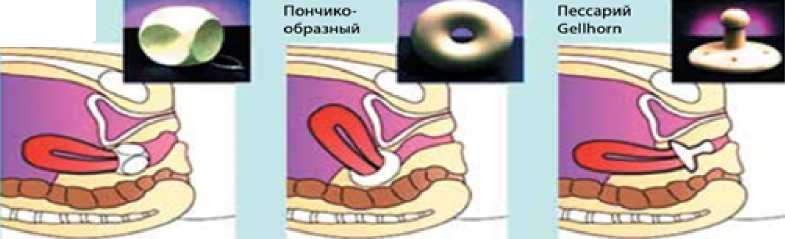 Пончико-
образный
Пессарий
Gellhorn